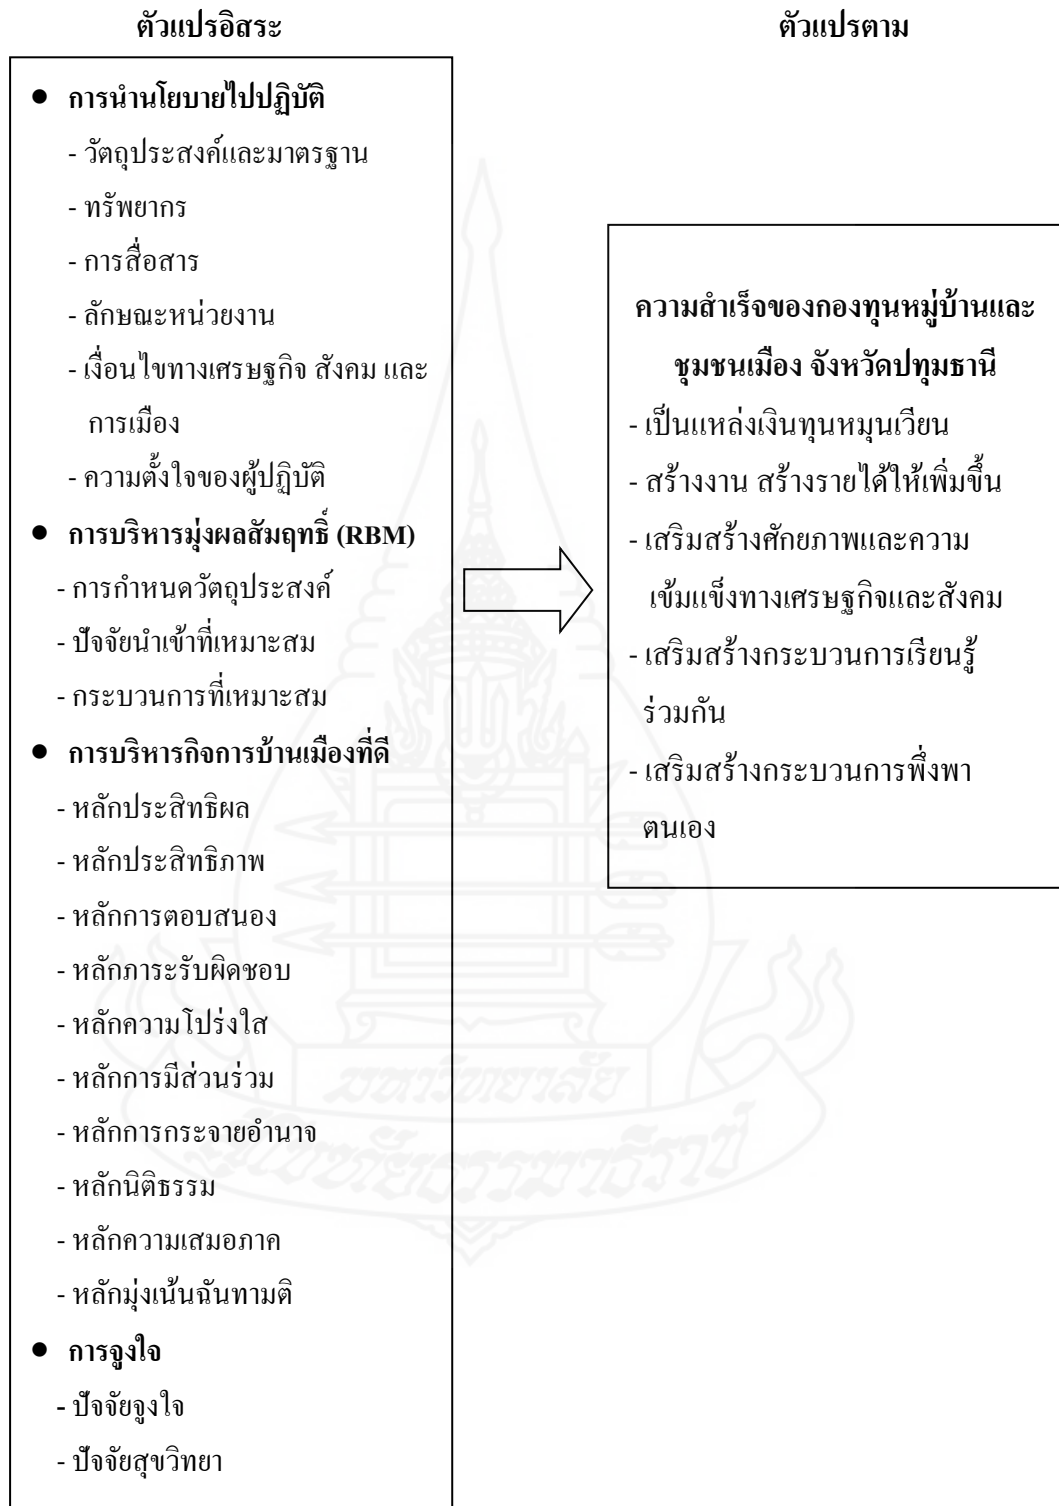 ตัวแปรอิสระ
ตัวแปรตาม
● การนำนโยบายไปปฏิบัติ
- วัตถุประสงค์และมาตรฐาน
- ทรัพยากร
- การสื่อสาร
- ลักษณะหน่วยงาน
- เงื่อนไขทางเศรษฐกิจ สังคม และ
การเมือง
- ความตั้งใจของผู้ปฏิบัติ
● การบริหารมุ่งผลสัมฤทธิ์ (RBM)
- การกำหนดวัตถุประสงค์
- ปัจจัยนำเข้าที่เหมาะสม
- กระบวนการที่เหมาะสม
● การบริหารกิจการบ้านเมืองที่ดี
- หลักประสิทธิผล
- หลักประสิทธิภาพ
- หลักการตอบสนอง
- หลักภาระรับผิดชอบ
- หลักความโปร่งใส
- หลักการมีส่วนร่วม
- หลักการกระจายอำนาจ
- หลักนิติธรรม
- หลักความเสมอภาค
- หลักมุ่งเน้นฉันทามติ
● การจูงใจ
- ปัจจัยจูงใจ
- ปัจจัยสุขวิทยา
ความสำเร็จของกองทุนหมู่บ้านและ
ชุมชนเมือง จังหวัดปทุมธานี
- เป็นแหล่งเงินทุนหมุนเวียน
- สร้างงาน สร้างรายได้ให้เพิ่มขึ้น
- เสริมสร้างศักยภาพและความ
เข้มแข็งทางเศรษฐกิจและสังคม
- เสริมสร้างกระบวนการเรียนรู้
ร่วมกัน
- เสริมสร้างกระบวนการพึ่งพา
ตนเอง
มหาวิทยาลัย
สุโขทัยธรรมาธิราช